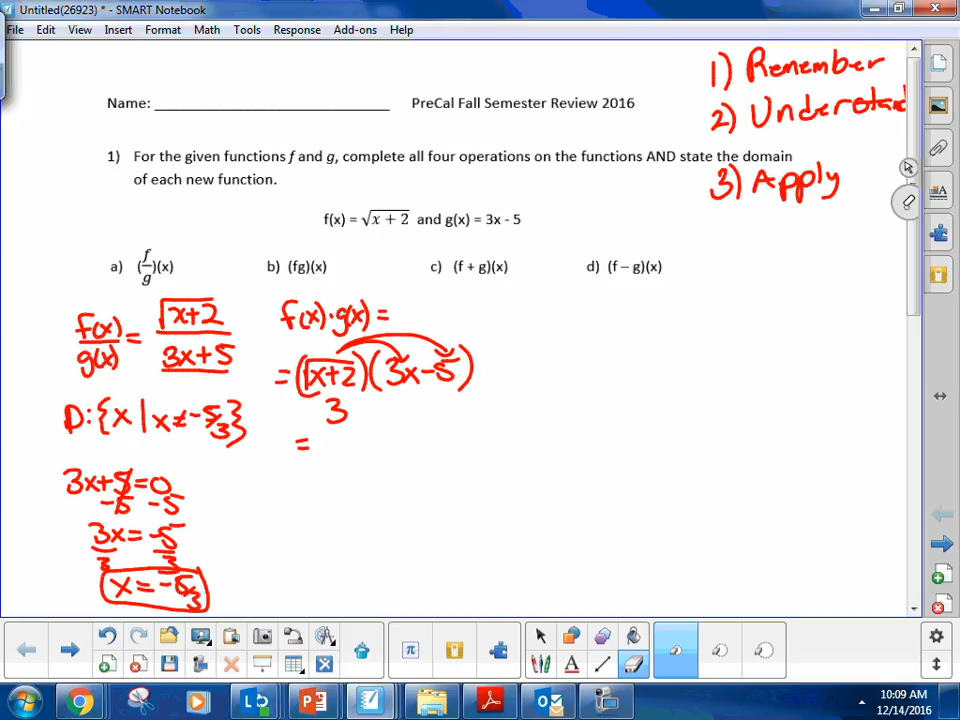 Untitled(26923) * - SMART Notebook
File Edit View Insert Format Math Tools Response Add-ons Help
1) Remember
Name: ____________________________ PreCal Fall Semester Review 2016
2) Understand
1) For the given functions f and g, complete all four operations on the functions AND state the domain
of each new function.
3) Apply
f(x) = √x + 2 and g(x) = 3x - 5
a) (f/g)(x) b) (fg)(x) c) (f + g)(x) d) (f – g)(x)
f(x)/g(x) = √x+2/3x+5
f(x)·g(x) =
= (√x+2)(3x-5)
3
=
D: {x | x ≠ -5/3}
3x+5=0
-5 -5
3x = -5
3 3
x = -5/3
10:09 AM
12/14/2016